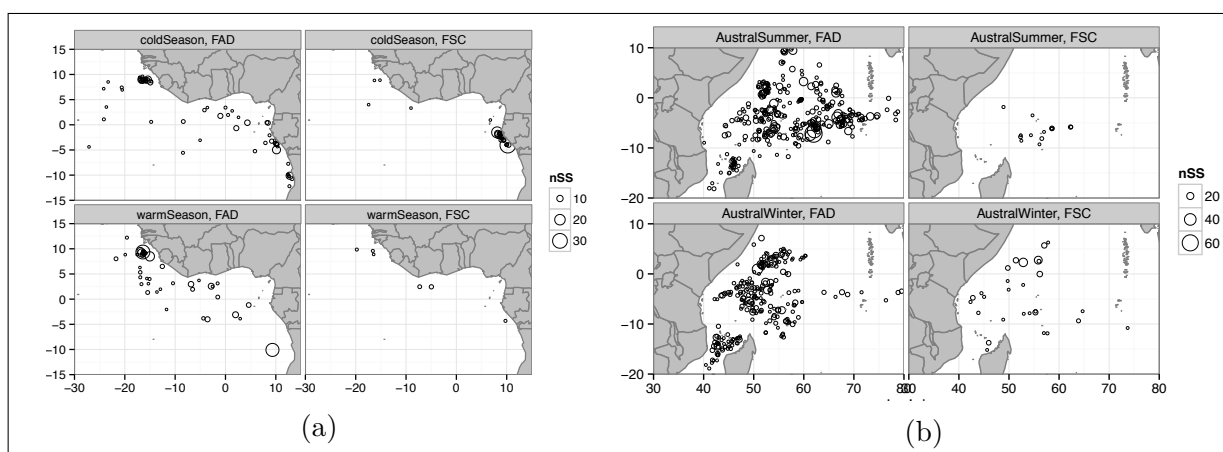 coldSeason, FAD
coldSeason, FSC
15
10
5
0
−5
−10
−15
warmSeason, FAD
warmSeason, FSC
15
10
5
0
−5
−10
−15
−30 −20 −10 0 10
−30 −20 −10 0 10
nSS
10
20
30
(a)
AustralSummer, FAD
AustralSummer, FSC
10
0
−10
−20
AustralWinter, FAD
AustralWinter, FSC
10
0
−10
−20
30 40 50 60 70
40 50 60 70 80
nSS
20
40
60
(b)